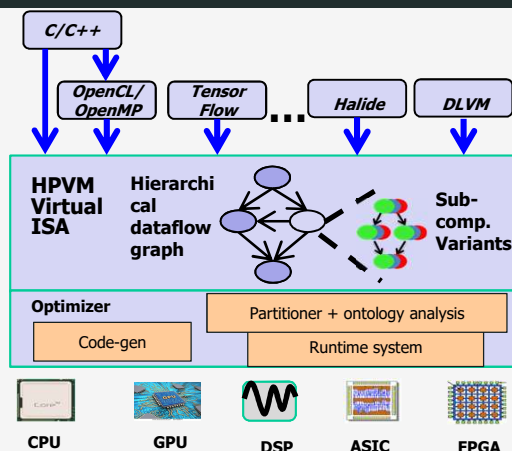 C/C++
OpenCL/
OpenMP
Tensor
Flow
...
Halide
DLVM
HPVM
Virtual
ISA
Hierarchi
cal
dataflow
graph
Sub-
comp.
Variants
Optimizer
Partitioner + ontology analysis
Code-gen
Runtime system
CPU
GPU
DSP
ASIC
FPGA